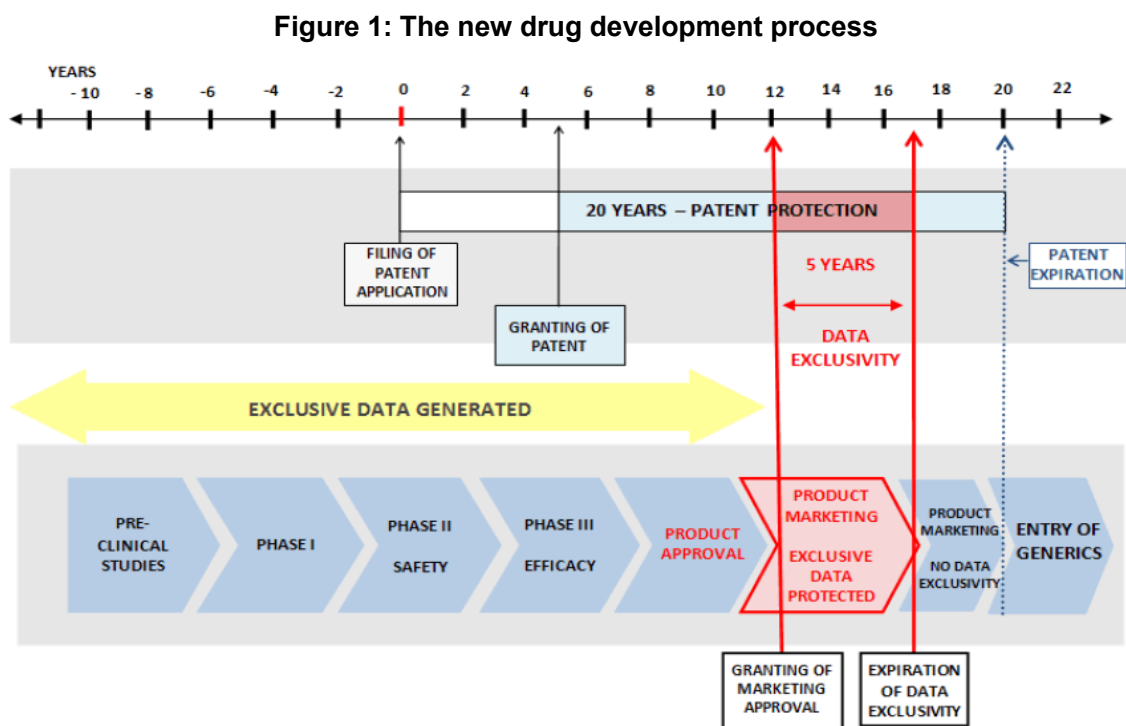 Figure 1: The new drug development process
YEARS
- 10 -8 -6 -4 -2 0 2 4 6 8 10 12 14 16 18 20 22
20 YEARS – PATENT PROTECTION
FILING OF
PATENT
APPLICATION
5 YEARS
PATENT
EXPIRATION
GRANTING OF
PATENT
DATA
EXCLUSIVITY
EXCLUSIVE DATA GENERATED
PRE-
CLINICAL
STUDIES
PHASE I
PHASE II
SAFETY
PHASE III
EFFICACY
PRODUCT
APPROVAL
PRODUCT
MARKETING
EXCLUSIVE
DATA
PROTECTED
PRODUCT
MARKETING
NO DATA
EXCLUSIVITY
ENTRY OF
GENERICS
GRANTING OF
MARKETING
APPROVAL
EXPIRATION
OF DATA
EXCLUSIVITY